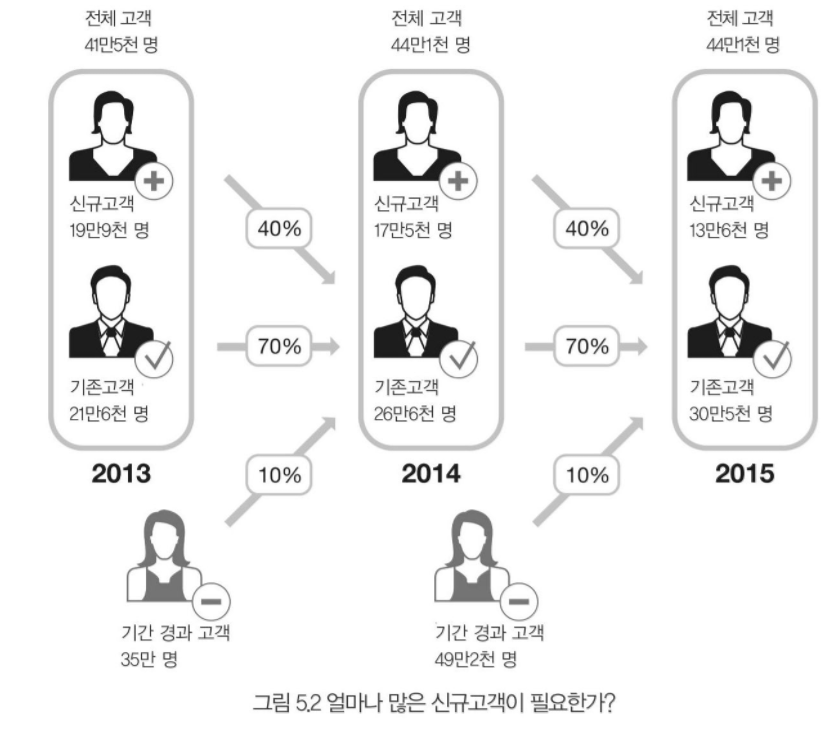 전체 고객 전체 고객 전체 고객
41만5천 명 44만1천 명 44만1천 명
신규고객 신규고객 신규고객
19만9천 명 40% 17만5천 명 40% 13만6천 명
70% 70%
기존고객 기존고객 기존고객
21만6천 명 26만6천 명 30만5천 명
2013 10% 2014 10% 2015
기간 경과 고객 기간 경과 고객
35만 명 49만2천 명
그림 5.2 얼마나 많은 신규고객이 필요한가?